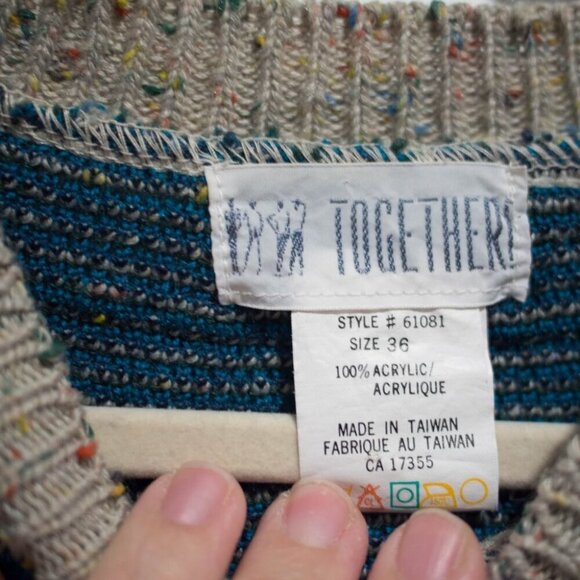 TOGETHER!
STYLE # 61081
SIZE 36
100% ACRYLIC/
ACRYLIQUE
MADE IN TAIWAN
FABRIQUE AU TAIWAN
CA 17355